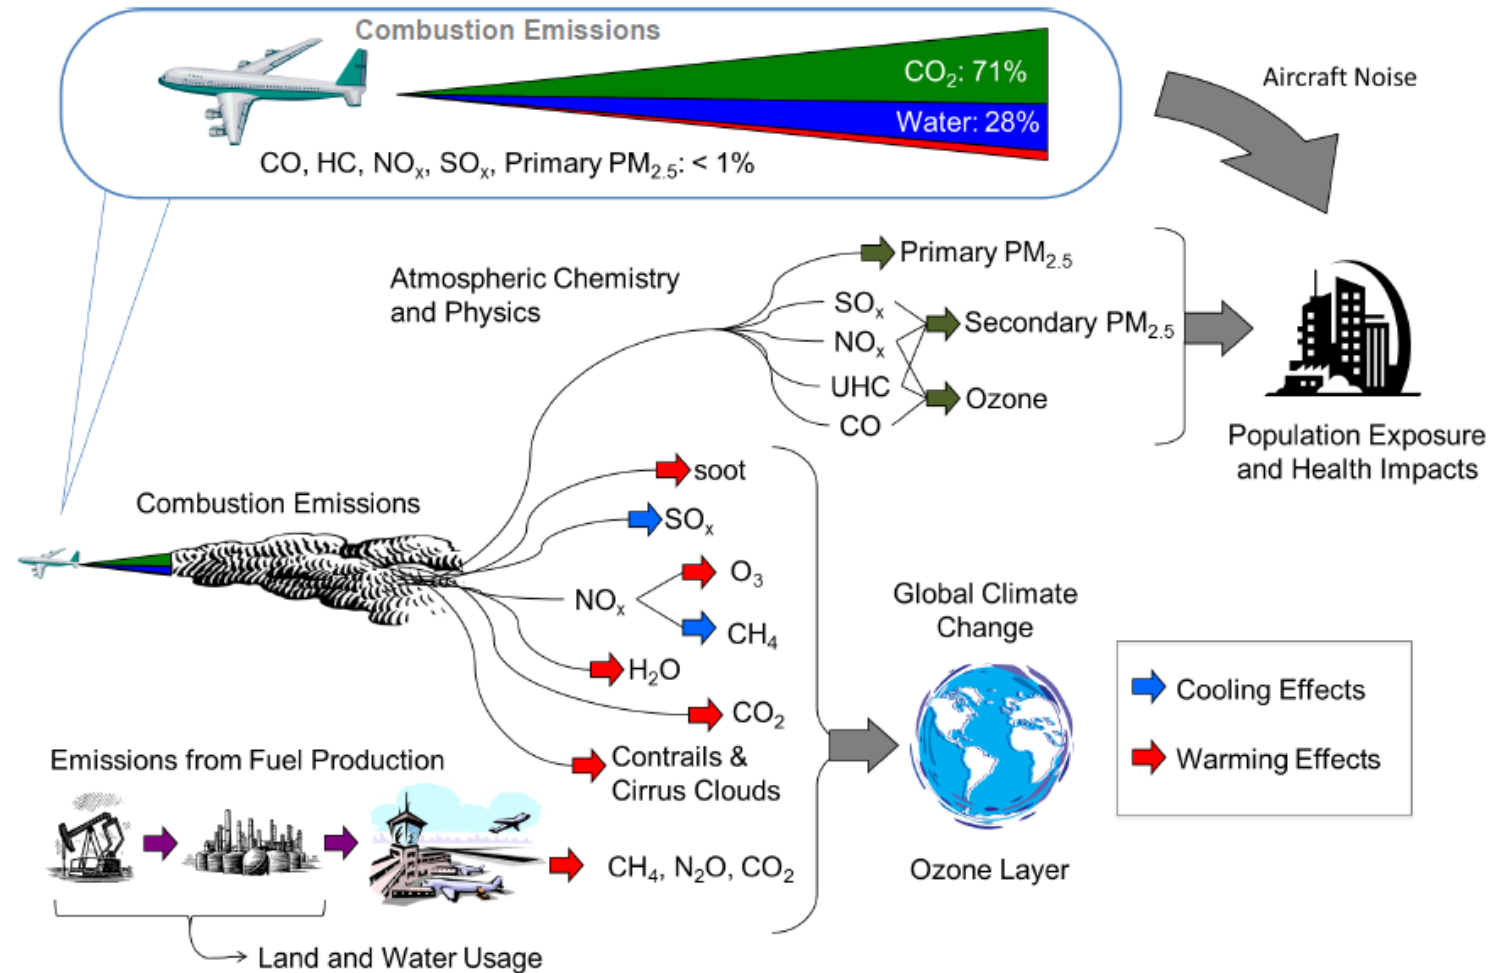 Combustion Emissions
CO₂: 71%
Water: 28%
CO, HC, NOₓ, SOₓ, Primary PM₂.₅: < 1%
Aircraft Noise
Atmospheric Chemistry
and Physics
Primary PM₂.₅
SOₓ
NOₓ
UHC
CO
Secondary PM₂.₅
Ozone
Population Exposure
and Health Impacts
Combustion Emissions
soot
SOₓ
NOₓ
O₃
CH₄
H₂O
CO₂
Contrails &
Cirrus Clouds
Global Climate
Change
Ozone Layer
Cooling Effects
Warming Effects
Emissions from Fuel Production
CH₄, N₂O, CO₂
Land and Water Usage